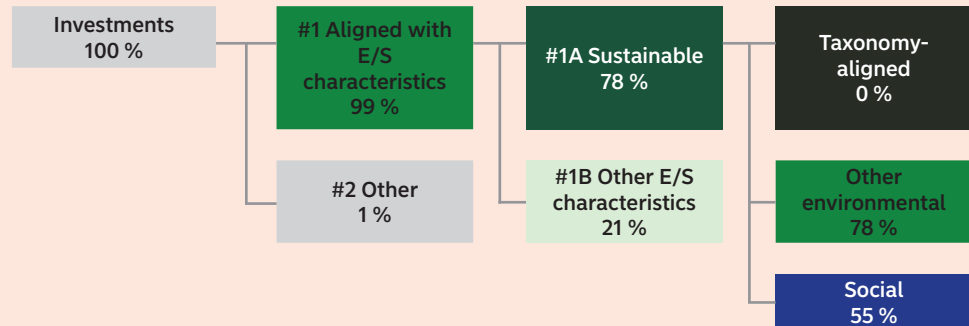 Investments
100 %
#1 Aligned with
E/S
characteristics
99 %
#1A Sustainable
78 %
Taxonomy-
aligned
0 %
#2 Other
1 %
#1B Other E/S
characteristics
21 %
Other
environmental
78 %
Social
55 %